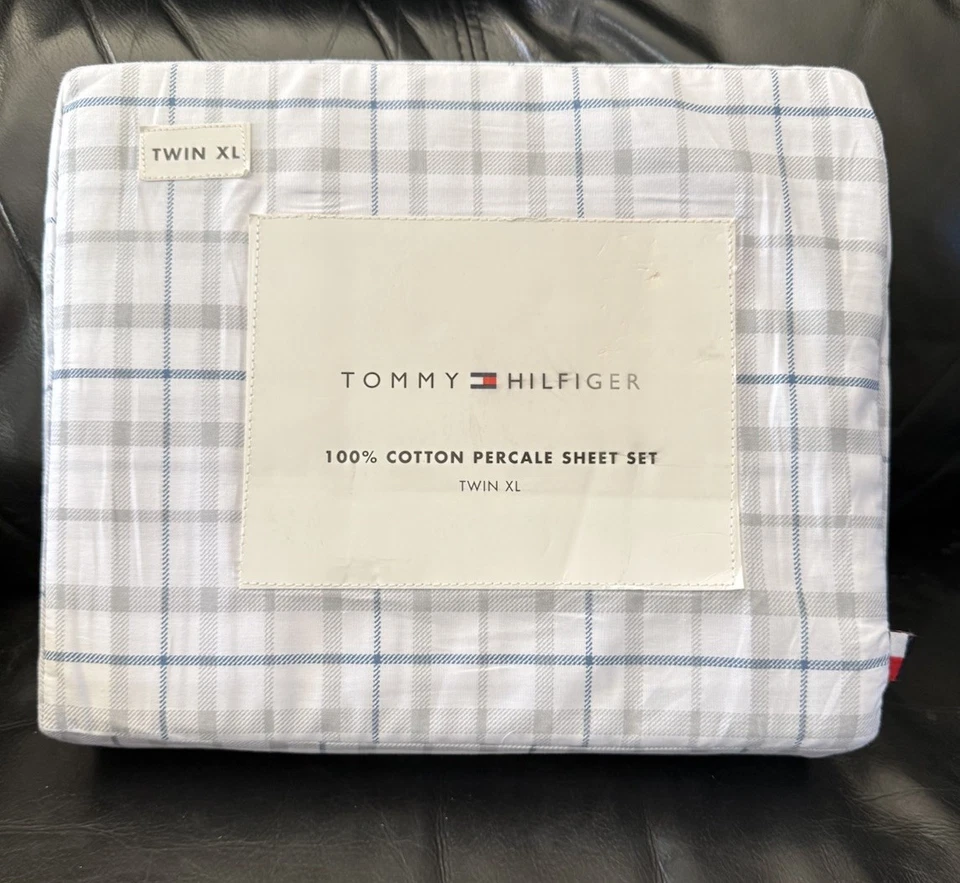 TWIN XL
TOMMY HILFIGER
100% COTTON PERCALE SHEET SET
TWIN XL